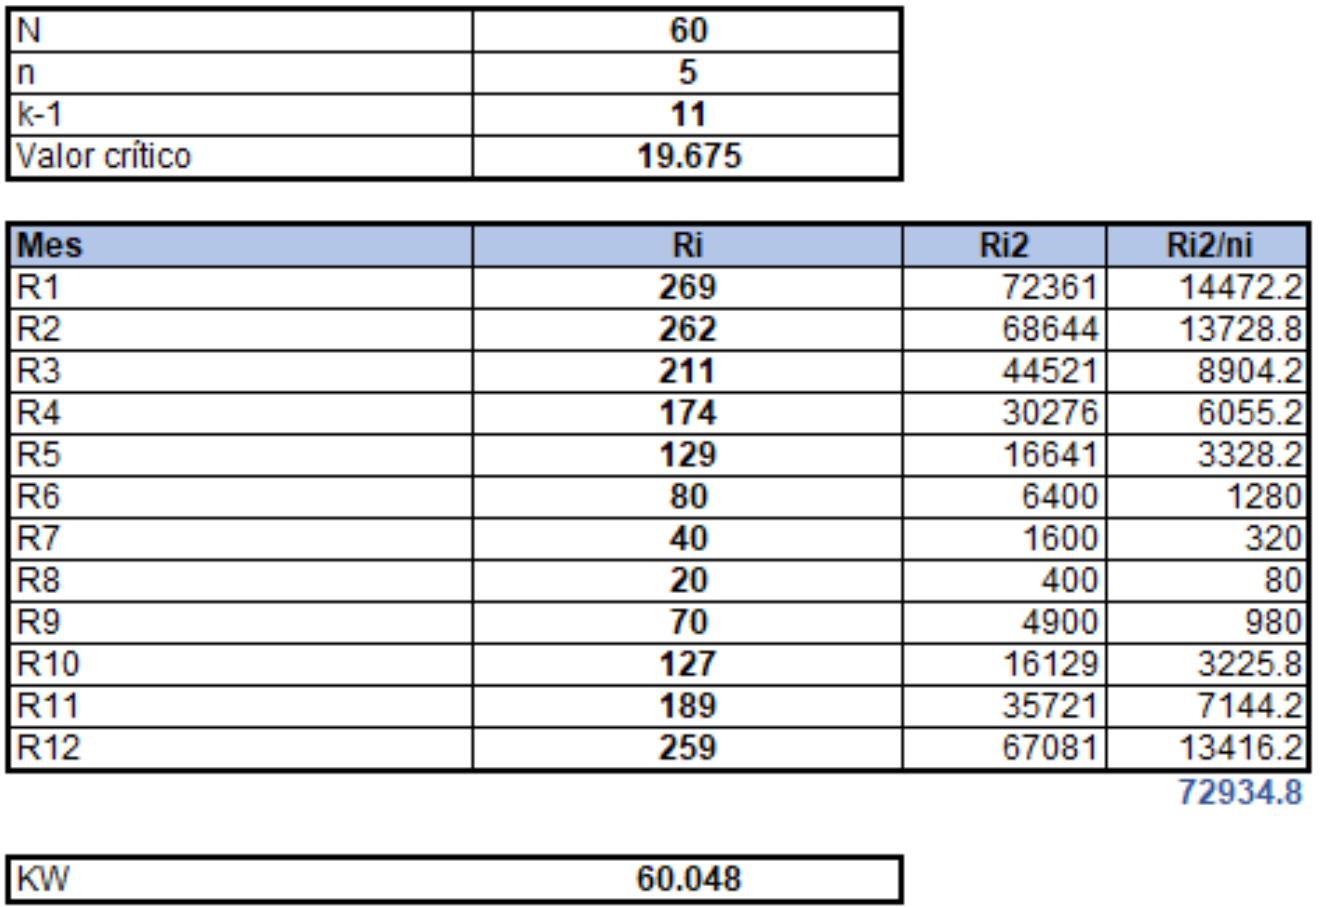 N 60
n 5
k-1 11
Valor crítico 19.675
Mes Ri Ri2 Ri2/ni
R1 269 72361 14472.2
R2 262 68644 13728.8
R3 211 44521 8904.2
R4 174 30276 6055.2
R5 129 16641 3328.2
R6 80 6400 1280
R7 40 1600 320
R8 20 400 80
R9 70 4900 980
R10 127 16129 3225.8
R11 189 35721 7144.2
R12 259 67081 13416.2
72934.8
KW 60.048